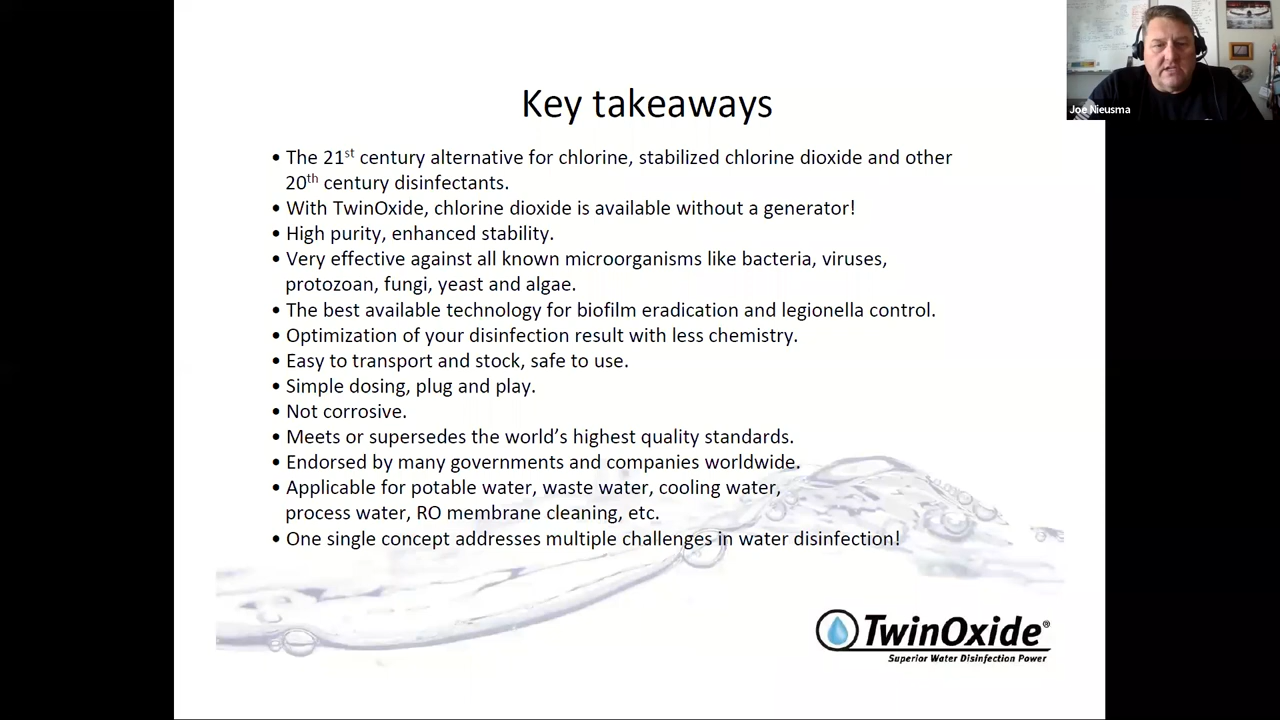 Key takeaways
• The 21st century alternative for chlorine, stabilized chlorine dioxide and other
20th century disinfectants.
• With TwinOxide, chlorine dioxide is available without a generator!
• High purity, enhanced stability.
• Very effective against all known microorganisms like bacteria, viruses,
protozoan, fungi, yeast and algae.
• The best available technology for biofilm eradication and legionella control.
• Optimization of your disinfection result with less chemistry.
• Easy to transport and stock, safe to use.
• Simple dosing, plug and play.
• Not corrosive.
• Meets or supersedes the world's highest quality standards.
• Endorsed by many governments and companies worldwide.
• Applicable for potable water, waste water, cooling water,
process water, RO membrane cleaning, etc.
• One single concept addresses multiple challenges in water disinfection!
TwinOxide®
Superior Water Disinfection Power
Joe Nieusma